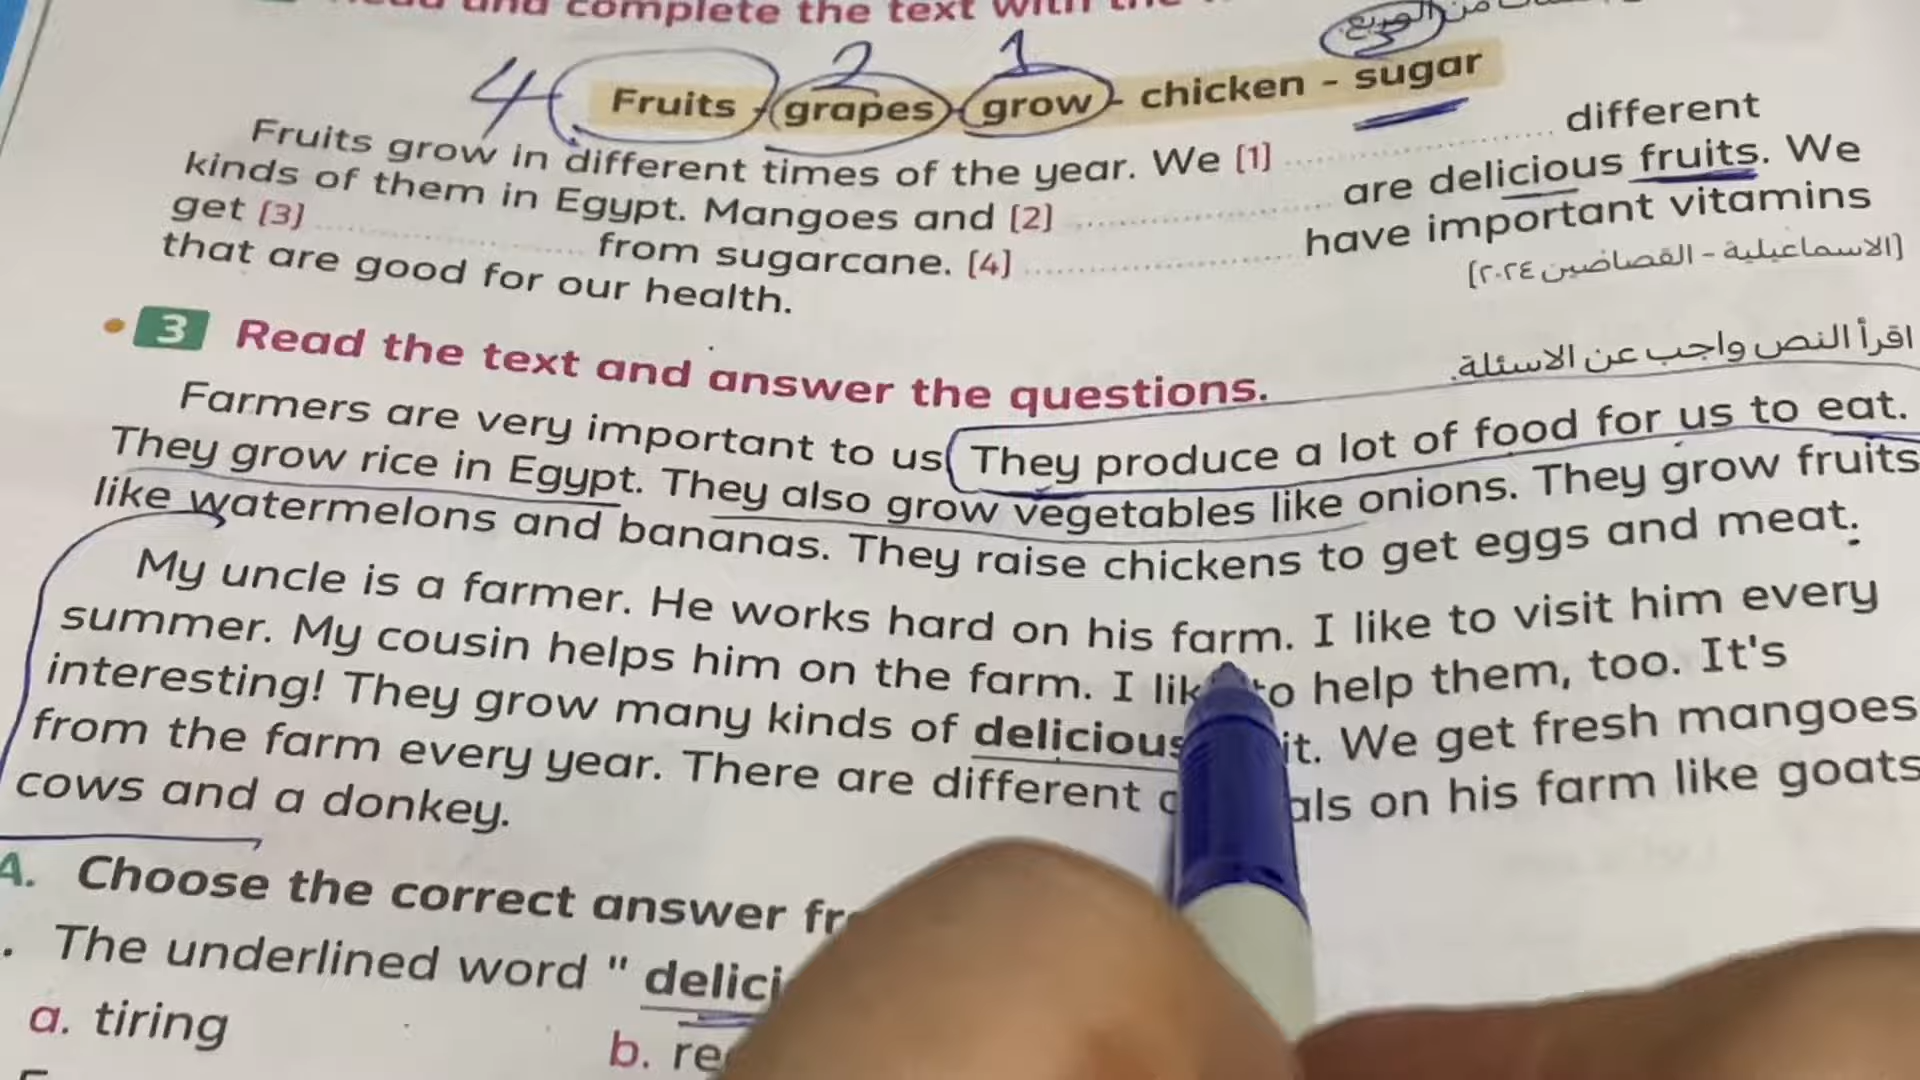 and complete the text with the
4 2 1 3
Fruits - grapes - grow - chicken - sugar
Fruits grow in different times of the year. We [1] ........ different
kinds of them in Egypt. Mangoes and [2] ........ are delicious fruits. We
get [3] ........ from sugarcane. [4] ........ have important vitamins
that are good for our health.
[الاسماعيلية - القصاصين ٢٠٢٤]
3 Read the text and answer the questions.
اقرأ النص واجب عن الاسئلة.
Farmers are very important to us. They produce a lot of food for us to eat.
They grow rice in Egypt. They also grow vegetables like onions. They grow fruits
like watermelons and bananas. They raise chickens to get eggs and meat.
My uncle is a farmer. He works hard on his farm. I like to visit him every
summer. My cousin helps him on the farm. I lik to help them, too. It's
interesting! They grow many kinds of delicious it. We get fresh mangoes
from the farm every year. There are different als on his farm like goats
cows and a donkey.
A. Choose the correct answer fr
. The underlined word " delici
a. tiring
b. re